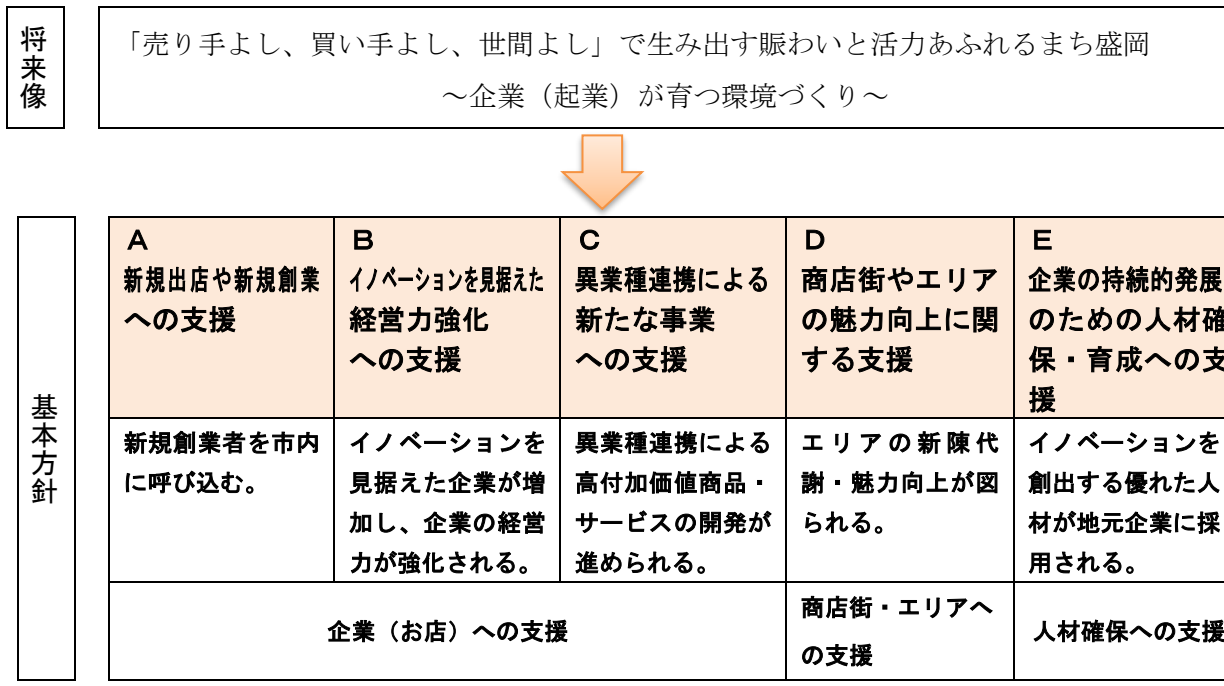 将来像
「売り手よし、買い手よし、世間よし」で生み出す賑わいと活力あふれるまち盛岡
～企業（起業）が育つ環境づくり～
基本方針
A
新規出店や新規創業
への支援
B
イノベーションを見据えた
経営力強化
への支援
C
異業種連携による
新たな事業
への支援
D
商店街やエリア
の魅力向上に関
する支援
E
企業の持続的発展
のための人材確
保・育成への支
援
新規創業者を市内
に呼び込む。
イノベーションを
見据えた企業が増
加し、企業の経営
力が強化される。
異業種連携による
高付加価値商品・
サービスの開発が
進められる。
エリアの新陳代
謝・魅力向上が図
られる。
イノベーションを
創出する優れた人
材が地元企業に採
用される。
企業（お店）への支援
商店街・エリアへ
の支援
人材確保への支援